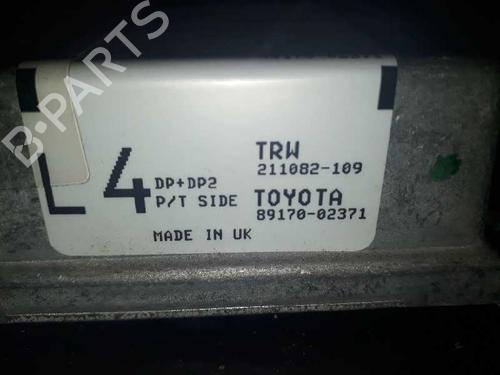 B-PARTS
L 4
DP+DP2
P/T SIDE
TRW
211082-109
TOYOTA
89170-02371
MADE IN UK